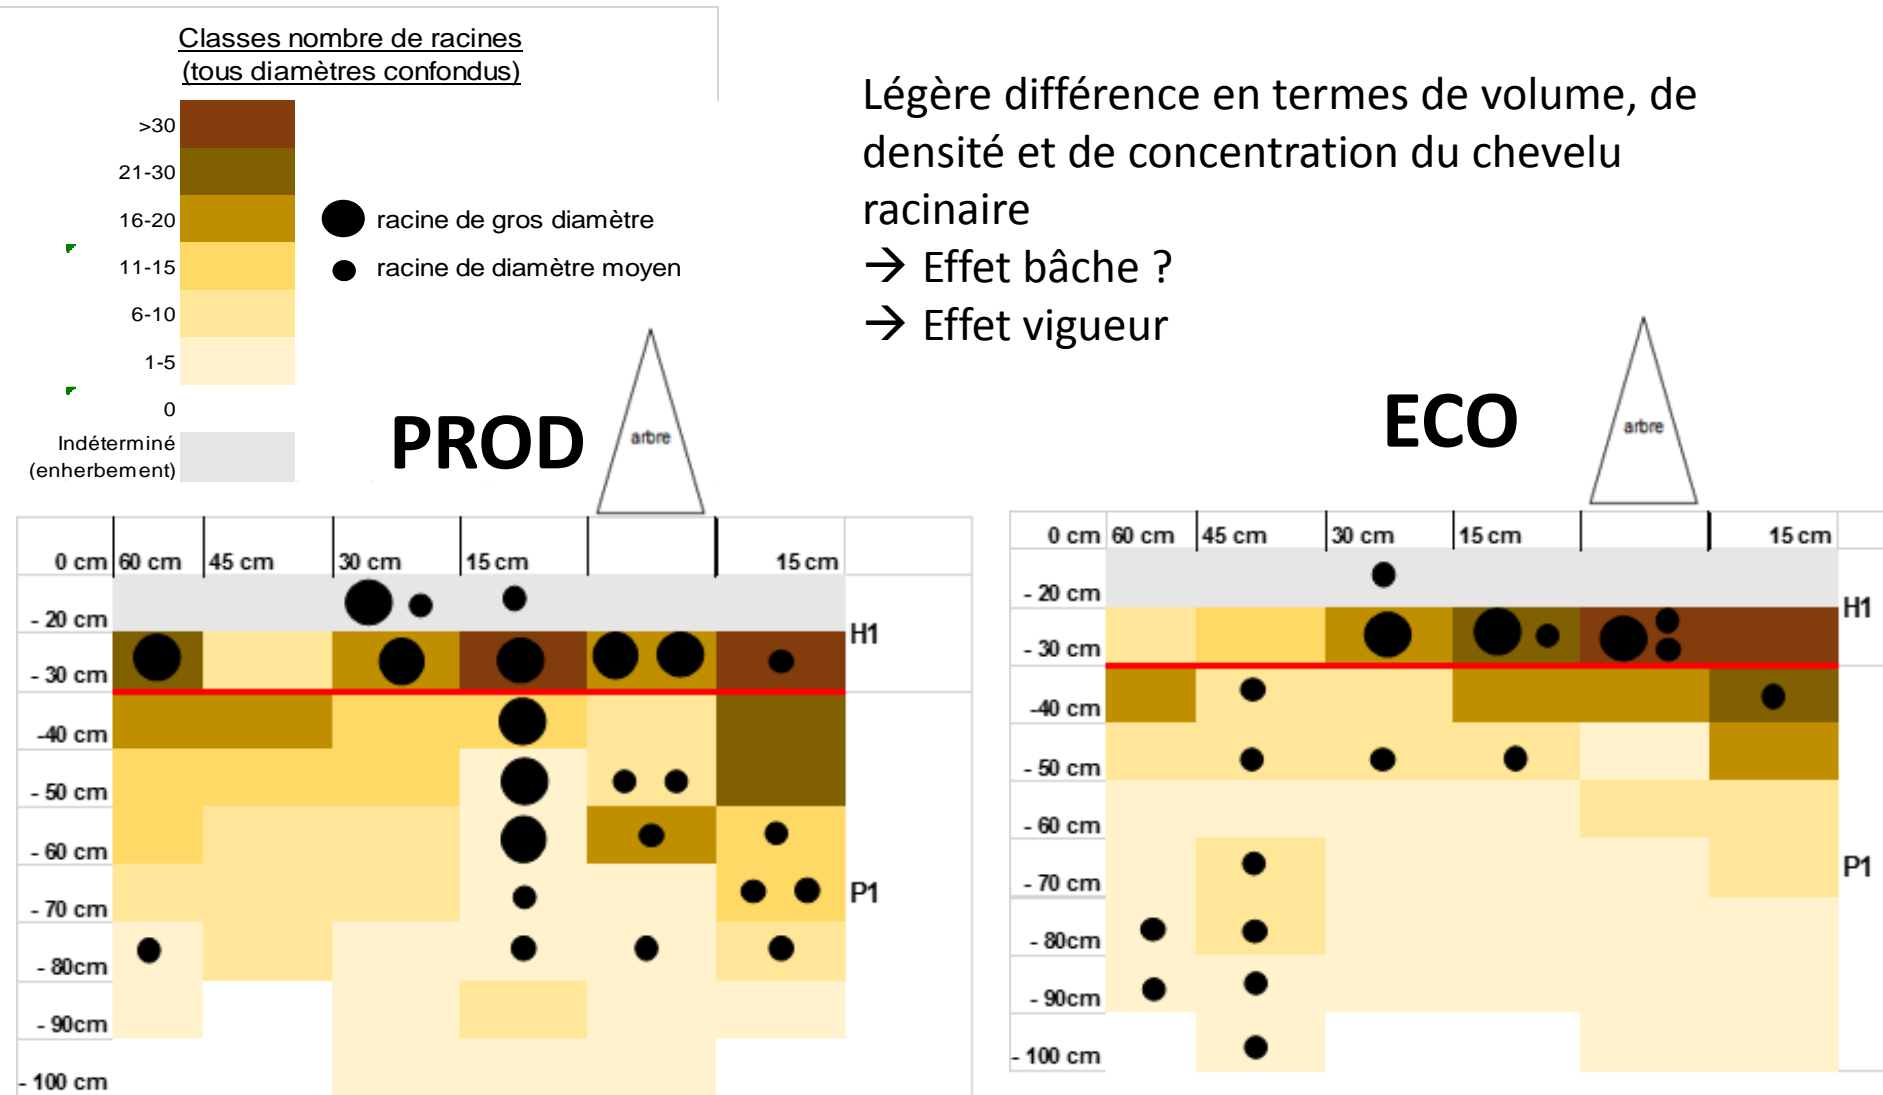 Classes nombre de racines
(tous diamètres confondus)
>30
21-30
16-20
11-15
6-10
1-5
0
Indéterminé
(enherbement)
racine de gros diamètre
racine de diamètre moyen
Légère différence en termes de volume, de
densité et de concentration du chevelu
racinaire
→ Effet bâche ?
→ Effet vigueur
PROD
arbre
0 cm 60 cm 45 cm 30 cm 15 cm 15 cm
- 20 cm
- 30 cm
-40 cm
- 50 cm
- 60 cm
- 70 cm
- 80cm
- 90cm
- 100 cm
H1
P1
ECO
arbre
0 cm 60 cm 45 cm 30 cm 15 cm 15 cm
- 20 cm
- 30 cm
-40 cm
- 50 cm
- 60 cm
- 70 cm
- 80cm
- 90cm
- 100 cm
H1
P1